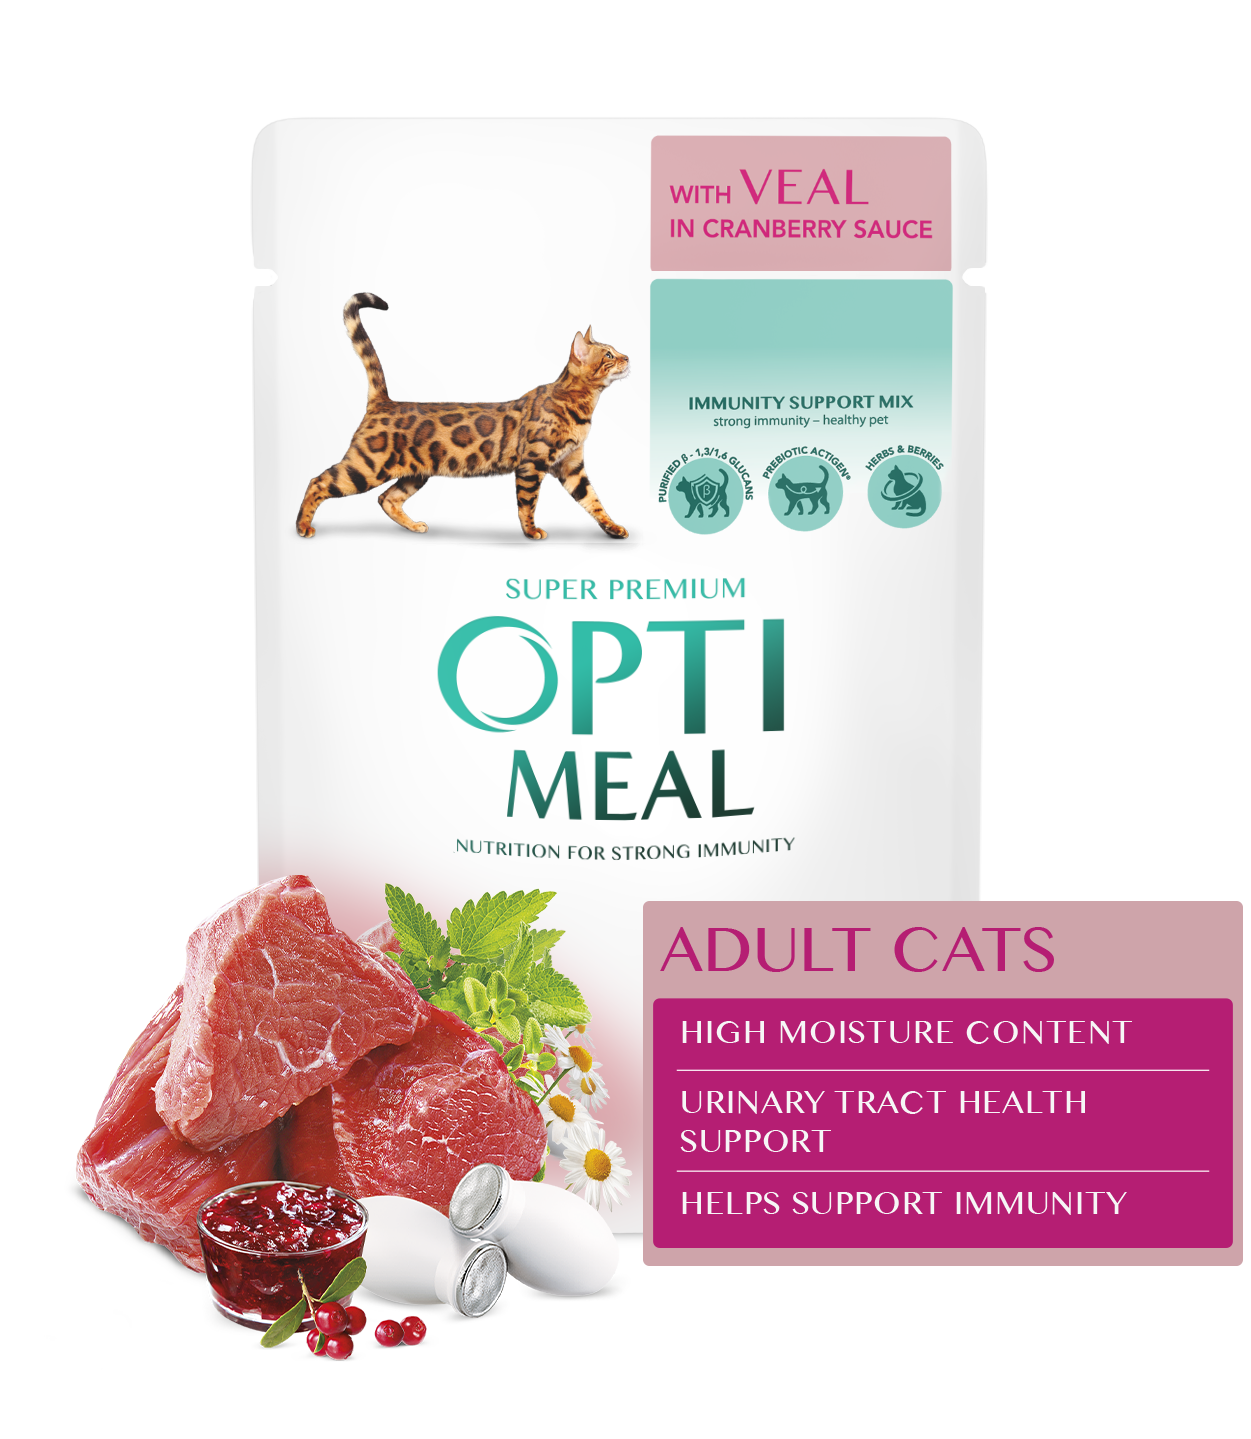 WITH VEAL
IN CRANBERRY SAUCE
IMMUNITY SUPPORT MIX
strong immunity – healthy pet
PURIFIED β - 1,3/1,6 GLUCANS
PREBIOTIC ACTIGEN®
HERBS & BERRIES
β
SUPER PREMIUM
OPTI
MEAL
NUTRITION FOR STRONG IMMUNITY
ADULT CATS
HIGH MOISTURE CONTENT
URINARY TRACT HEALTH
SUPPORT
HELPS SUPPORT IMMUNITY